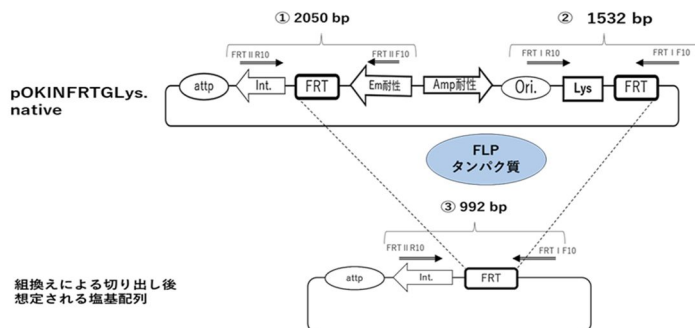 ① 2050 bp
② 1532 bp
FRT II R10
FRT II F10
FRT I R10
FRT I F10
pOKINFRTGLys.
native
attp
Int.
FRT
Em耐性
Amp耐性
Ori.
Lys
FRT
FLP
タンパク質
③ 992 bp
FRT II R10
FRT I F10
組換えによる切り出し後
想定される塩基配列
attp
Int.
FRT